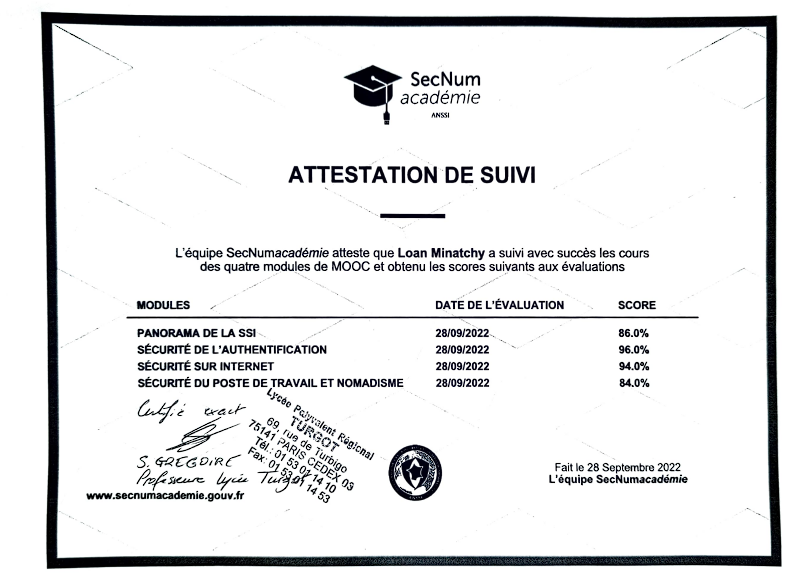 SecNum
académie
ANSSI
ATTESTATION DE SUIVI
L'équipe SecNumacadémie atteste que Loan Minatchy a suivi avec succès les cours
des quatre modules de MOOC et obtenu les scores suivants aux évaluations
MODULES DATE DE L'ÉVALUATION SCORE
PANORAMA DE LA SSI 28/09/2022 86.0%
SÉCURITÉ DE L'AUTHENTIFICATION 28/09/2022 96.0%
SÉCURITÉ SUR INTERNET 28/09/2022 94.0%
SÉCURITÉ DU POSTE DE TRAVAIL ET NOMADISME 28/09/2022 84.0%
Certifié exact
S. GREGOIRE
Professeur Lycée Turgot
Lycée Polyvalent Régional
TURGOT
69, rue de Turbigo
75141 PARIS CEDEX 03
Tél.: 01 53 01 14 10
Fax: 01 53 01 14 53
www.secnumacademie.gouv.fr
Fait le 28 Septembre 2022
L'équipe SecNumacadémie